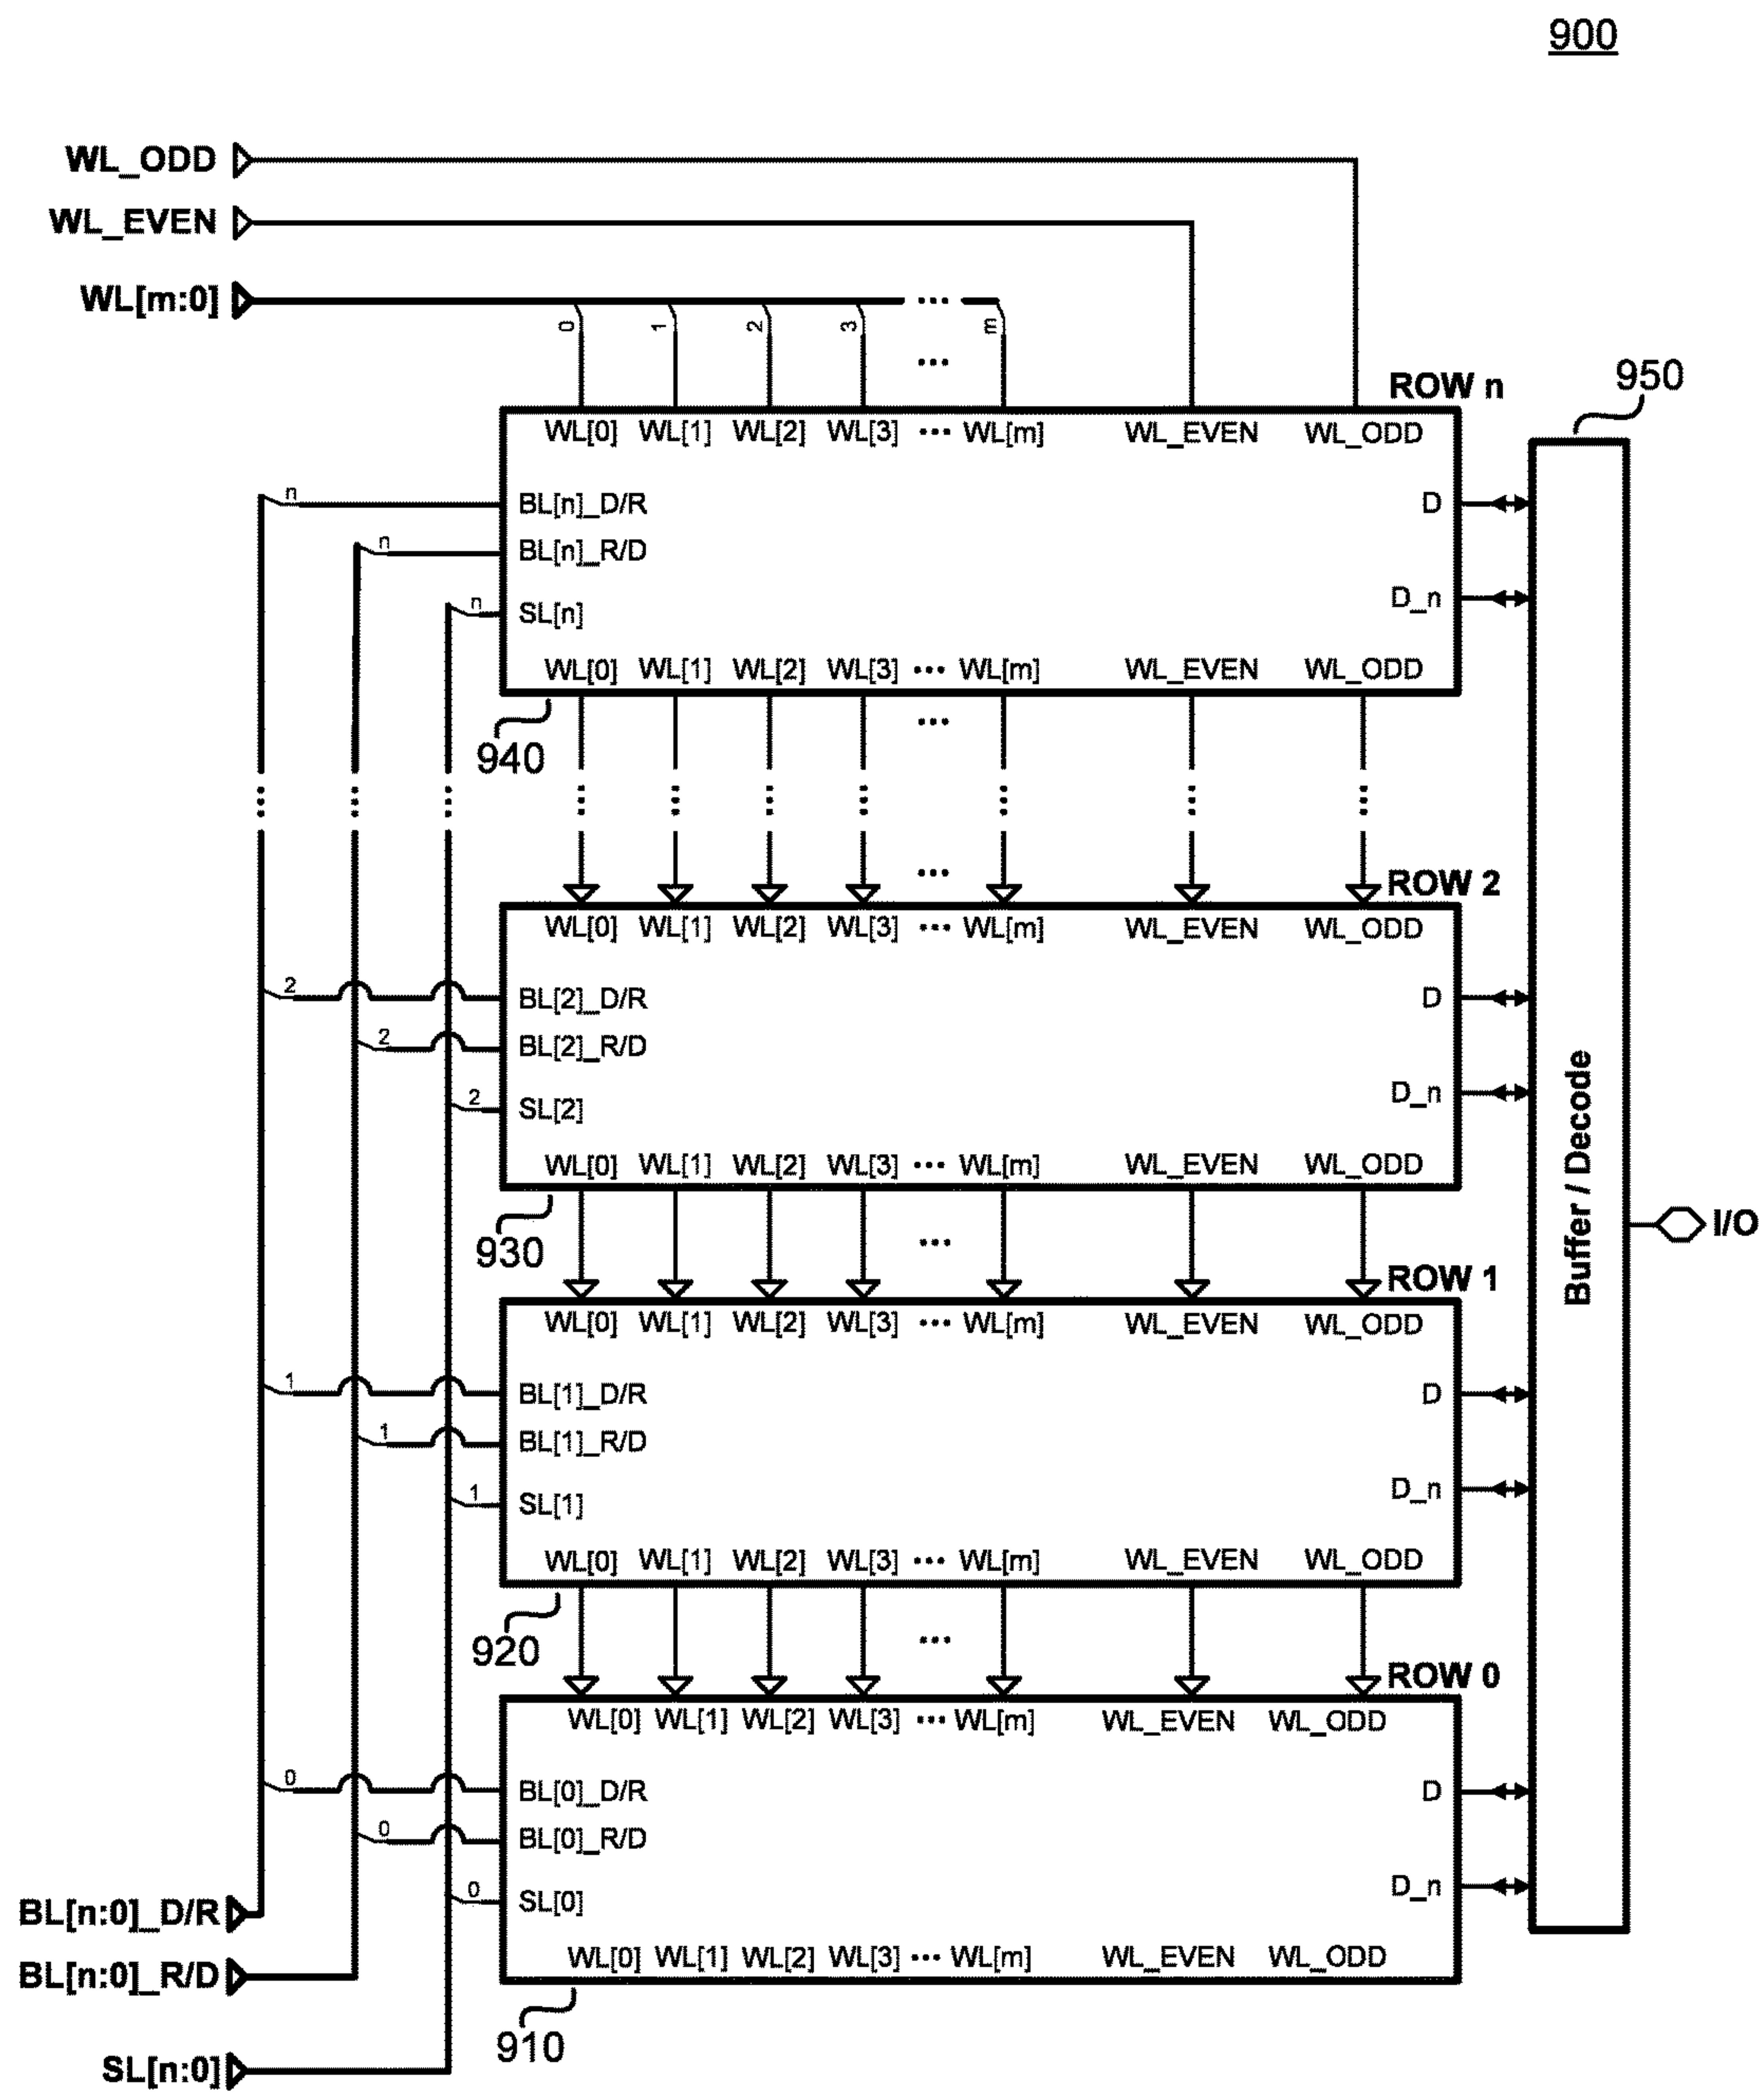 900
WL_ODD
WL_EVEN
WL[m:0]
0 1 2 3 ... m
...
ROW n
950
WL[0] WL[1] WL[2] WL[3] ... WL[m] WL_EVEN WL_ODD
n BL[n]_D/R D
n BL[n]_R/D
n SL[n] D_n
WL[0] WL[1] WL[2] WL[3] ... WL[m] WL_EVEN WL_ODD
...
940
...
ROW 2
WL[0] WL[1] WL[2] WL[3] ... WL[m] WL_EVEN WL_ODD
2 BL[2]_D/R D
2 BL[2]_R/D
2 SL[2] D_n
WL[0] WL[1] WL[2] WL[3] ... WL[m] WL_EVEN WL_ODD
930
...
Buffer / Decode
I/O
ROW 1
WL[0] WL[1] WL[2] WL[3] ... WL[m] WL_EVEN WL_ODD
1 BL[1]_D/R D
1 BL[1]_R/D
1 SL[1] D_n
WL[0] WL[1] WL[2] WL[3] ... WL[m] WL_EVEN WL_ODD
920
...
ROW 0
WL[0] WL[1] WL[2] WL[3] ... WL[m] WL_EVEN WL_ODD
0 BL[0]_D/R D
0 BL[0]_R/D
0 SL[0] D_n
WL[0] WL[1] WL[2] WL[3] ... WL[m] WL_EVEN WL_ODD
910
BL[n:0]_D/R
BL[n:0]_R/D
SL[n:0]